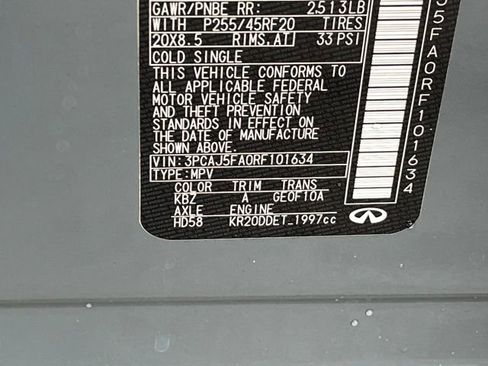 GAWR/PNBE RR: 2513LB
WITH P255/45RF20 TIRES
20X8.5 RIMS.AT 33 PSI
COLD SINGLE
THIS VEHICLE CONFORMS TO
ALL APPLICABLE FEDERAL
MOTOR VEHICLE SAFETY
AND THEFT PREVENTION
STANDARDS IN EFFECT ON
THE DATE OF MANUFACTURE
SHOWN ABOVE.
VIN: 3PCAJ5FA0RF101634
TYPE: MPV
COLOR TRIM TRANS
KBZ A GE0F10A
AXLE ENGINE
HD58 KR20DDET.1997cc
J5FA0RF101634